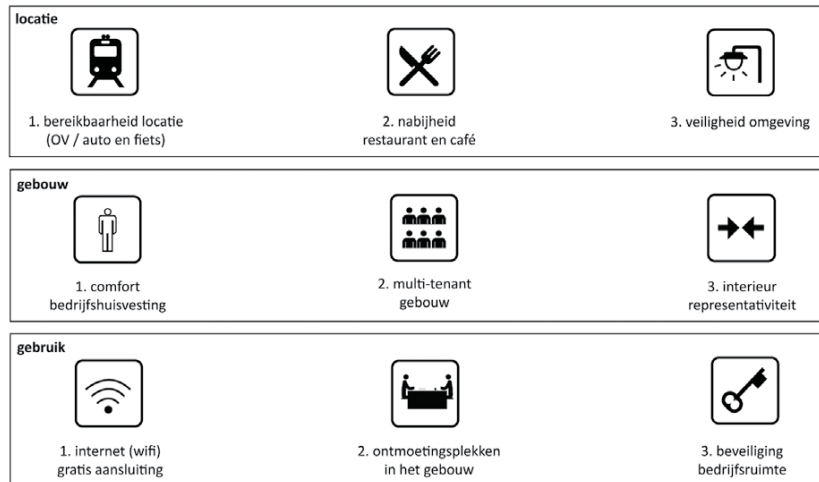 locatie
1. bereikbaarheid locatie
(OV / auto en fiets)
2. nabijheid
restaurant en café
3. veiligheid omgeving
gebouw
1. comfort
bedrijfshuisvesting
2. multi-tenant
gebouw
3. interieur
representativiteit
gebruik
1. internet (wifi)
gratis aansluiting
2. ontmoetingsplekken
in het gebouw
3. beveiliging
bedrijfsruimte